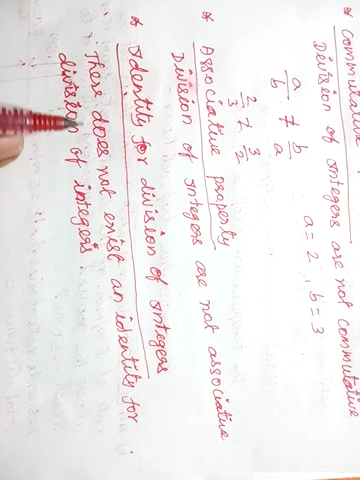 * Commutative
Division of Integers are not commutative
a/b ≠ b/a a = 2, b = 3
2/3 ≠ 3/2
* Associative property
Division of Integers are not associative
* Identity for division of Integers
There does not exist an identity for
division of integers.